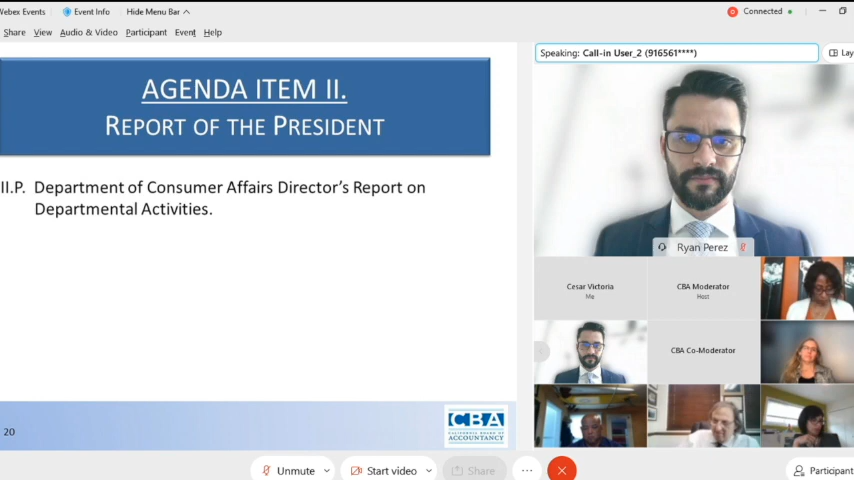 Webex Events
Event Info
Hide Menu Bar
Connected
Share View Audio & Video Participant Event Help
AGENDA ITEM II.
REPORT OF THE PRESIDENT
II.P. Department of Consumer Affairs Director's Report on
Departmental Activities.
20
CBA
CALIFORNIA BOARD OF
ACCOUNTANCY
Speaking: Call-in User_2 (916561****)
Lay
Ryan Perez
Cesar Victoria
Me
CBA Moderator
Host
CBA Co-Moderator
Unmute
Start video
Share
Participant